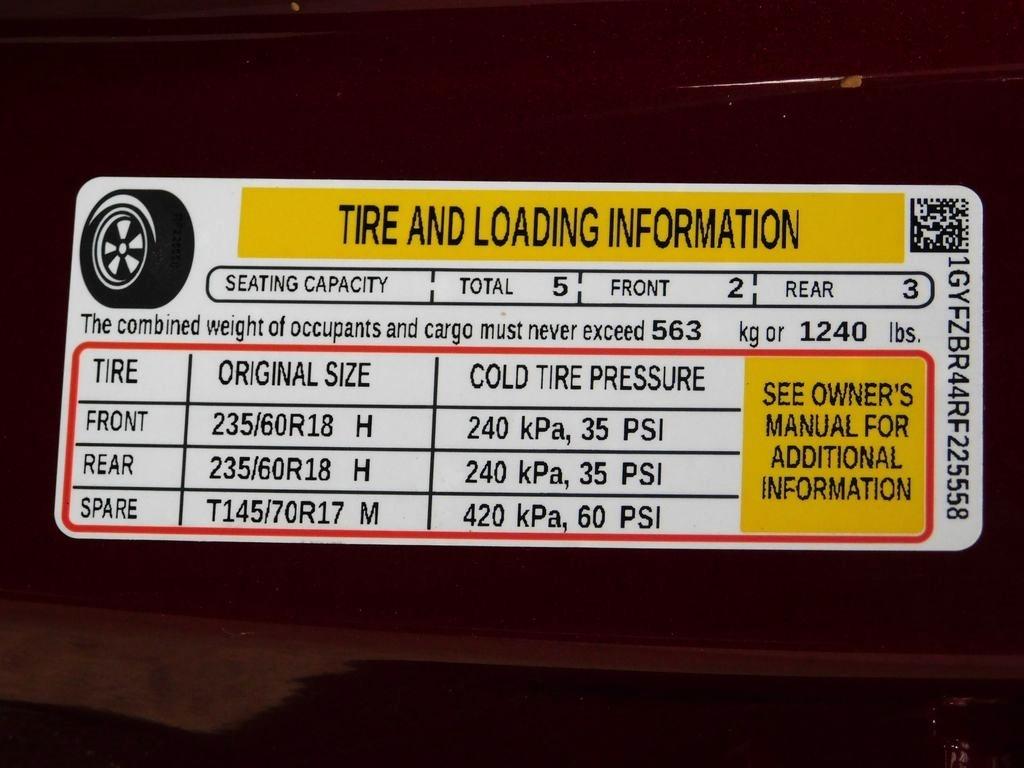 TIRE AND LOADING INFORMATION
SEATING CAPACITY TOTAL 5 FRONT 2 REAR 3
The combined weight of occupants and cargo must never exceed 563 kg or 1240 lbs.
TIRE ORIGINAL SIZE COLD TIRE PRESSURE
FRONT 235/60R18 H 240 kPa, 35 PSI
REAR 235/60R18 H 240 kPa, 35 PSI
SPARE T145/70R17 M 420 kPa, 60 PSI
SEE OWNER'S
MANUAL FOR
ADDITIONAL
INFORMATION
1GYFZBR44RF225558